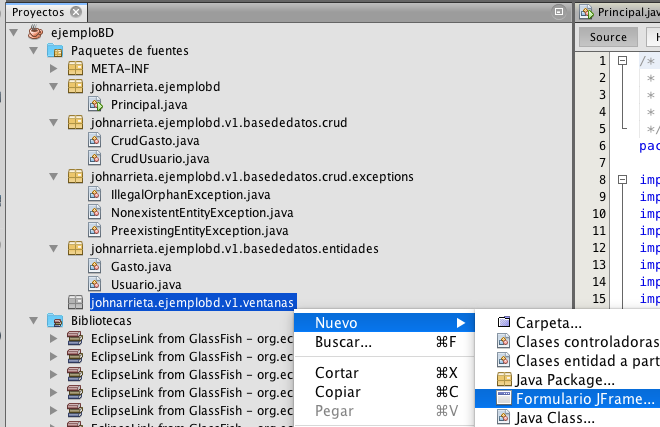 Proyectos
Principal.jav
ejemploBD
Source
Paquetes de fuentes
META-INF
johnarrieta.ejemplobd
Principal.java
johnarrieta.ejemplobd.v1.basededatos.crud
CrudGasto.java
CrudUsuario.java
johnarrieta.ejemplobd.v1.basededatos.crud.exceptions
IllegalOrphanException.java
NonexistentEntityException.java
PreexistingEntityException.java
johnarrieta.ejemplobd.v1.basededatos.entidades
Gasto.java
Usuario.java
johnarrieta.ejemplobd.v1.ventanas
Bibliotecas
EclipseLink from GlassFish - org.ec
EclipseLink from GlassFish - org.ec
EclipseLink from GlassFish - org.ec
EclipseLink from GlassFish - org.ec
EclipseLink from GlassFish - org.ec
EclipseLink from GlassFish - org.ec
1 /*
2 *
3 *
4 *
5 */
6 pac
7
8 imp
9 imp
10 imp
11 imp
12 imp
13 imp
14 imp
15 imp
Nuevo
Buscar... ⌘F
Cortar ⌘X
Copiar ⌘C
Pegar ⌘V
Carpeta...
Clases controladoras
Clases entidad a part
Java Package...
Formulario JFrame...
Java Class...